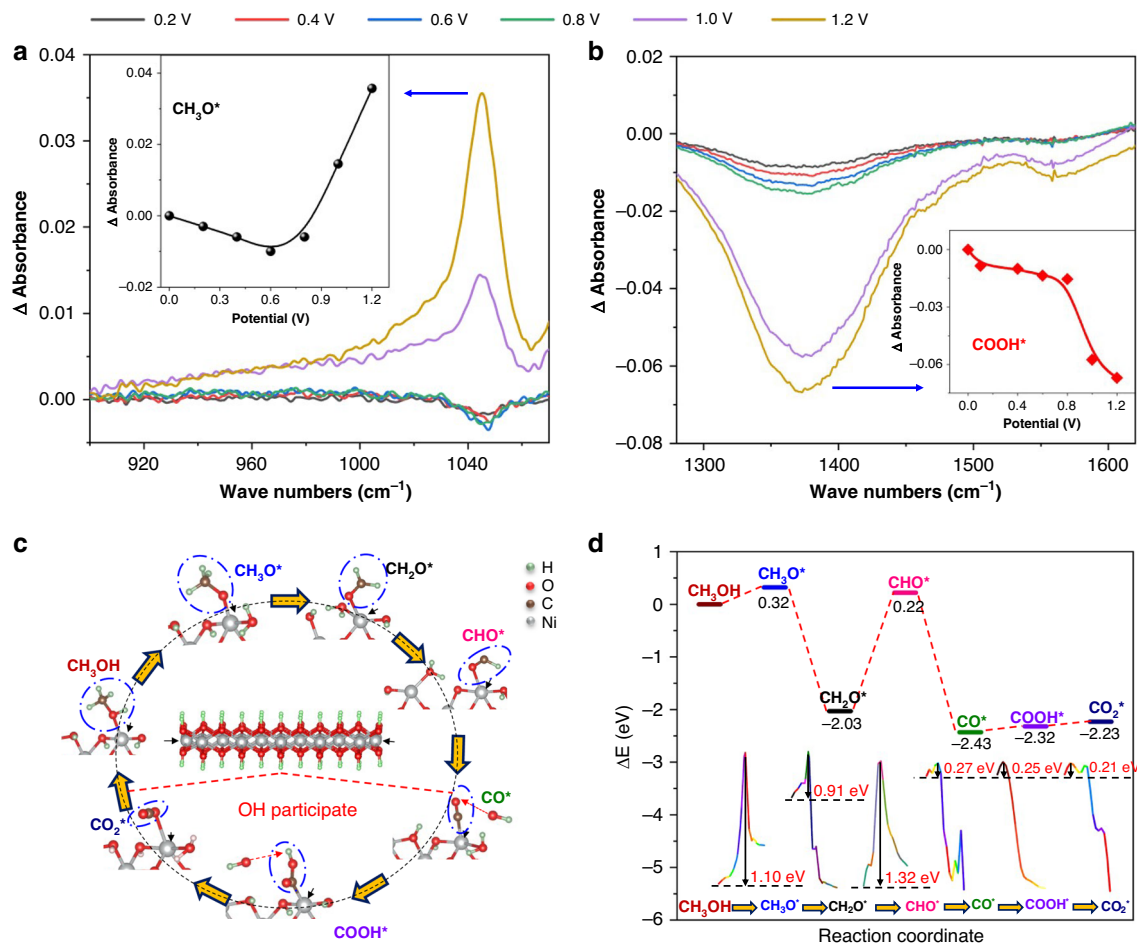 0.2 V 0.4 V 0.6 V 0.8 V 1.0 V 1.2 V
a
0.04
0.03
0.02
0.01
0.00
Δ Absorbance
920 960 1000 1040
Wave numbers (cm⁻¹)
CH₃O*
0.04
0.02
0.00
−0.02
Δ Absorbance
0.0 0.3 0.6 0.9 1.2
Potential (V)
b
0.02
0.00
−0.02
−0.04
−0.06
−0.08
Δ Absorbance
1300 1400 1500 1600
Wave numbers (cm⁻¹)
0.00
−0.03
−0.06
Δ Absorbance
COOH*
0.0 0.4 0.8 1.2
Potential (V)
c
CH₃O*
CH₂O*
H
O
C
Ni
CHO*
CH₃OH
OH participate
CO*
CO₂*
COOH*
d
1
0
−1
−2
−3
−4
−5
−6
ΔE (eV)
CH₃OH
CH₃O*
0.32
CH₂O*
−2.03
CHO*
0.22
CO*
−2.43
COOH*
−2.32
CO₂*
−2.23
1.10 eV
0.91 eV
1.32 eV
0.27 eV
0.25 eV
0.21 eV
CH₃OH CH₃O* CH₂O* CHO* CO* COOH* CO₂*
Reaction coordinate